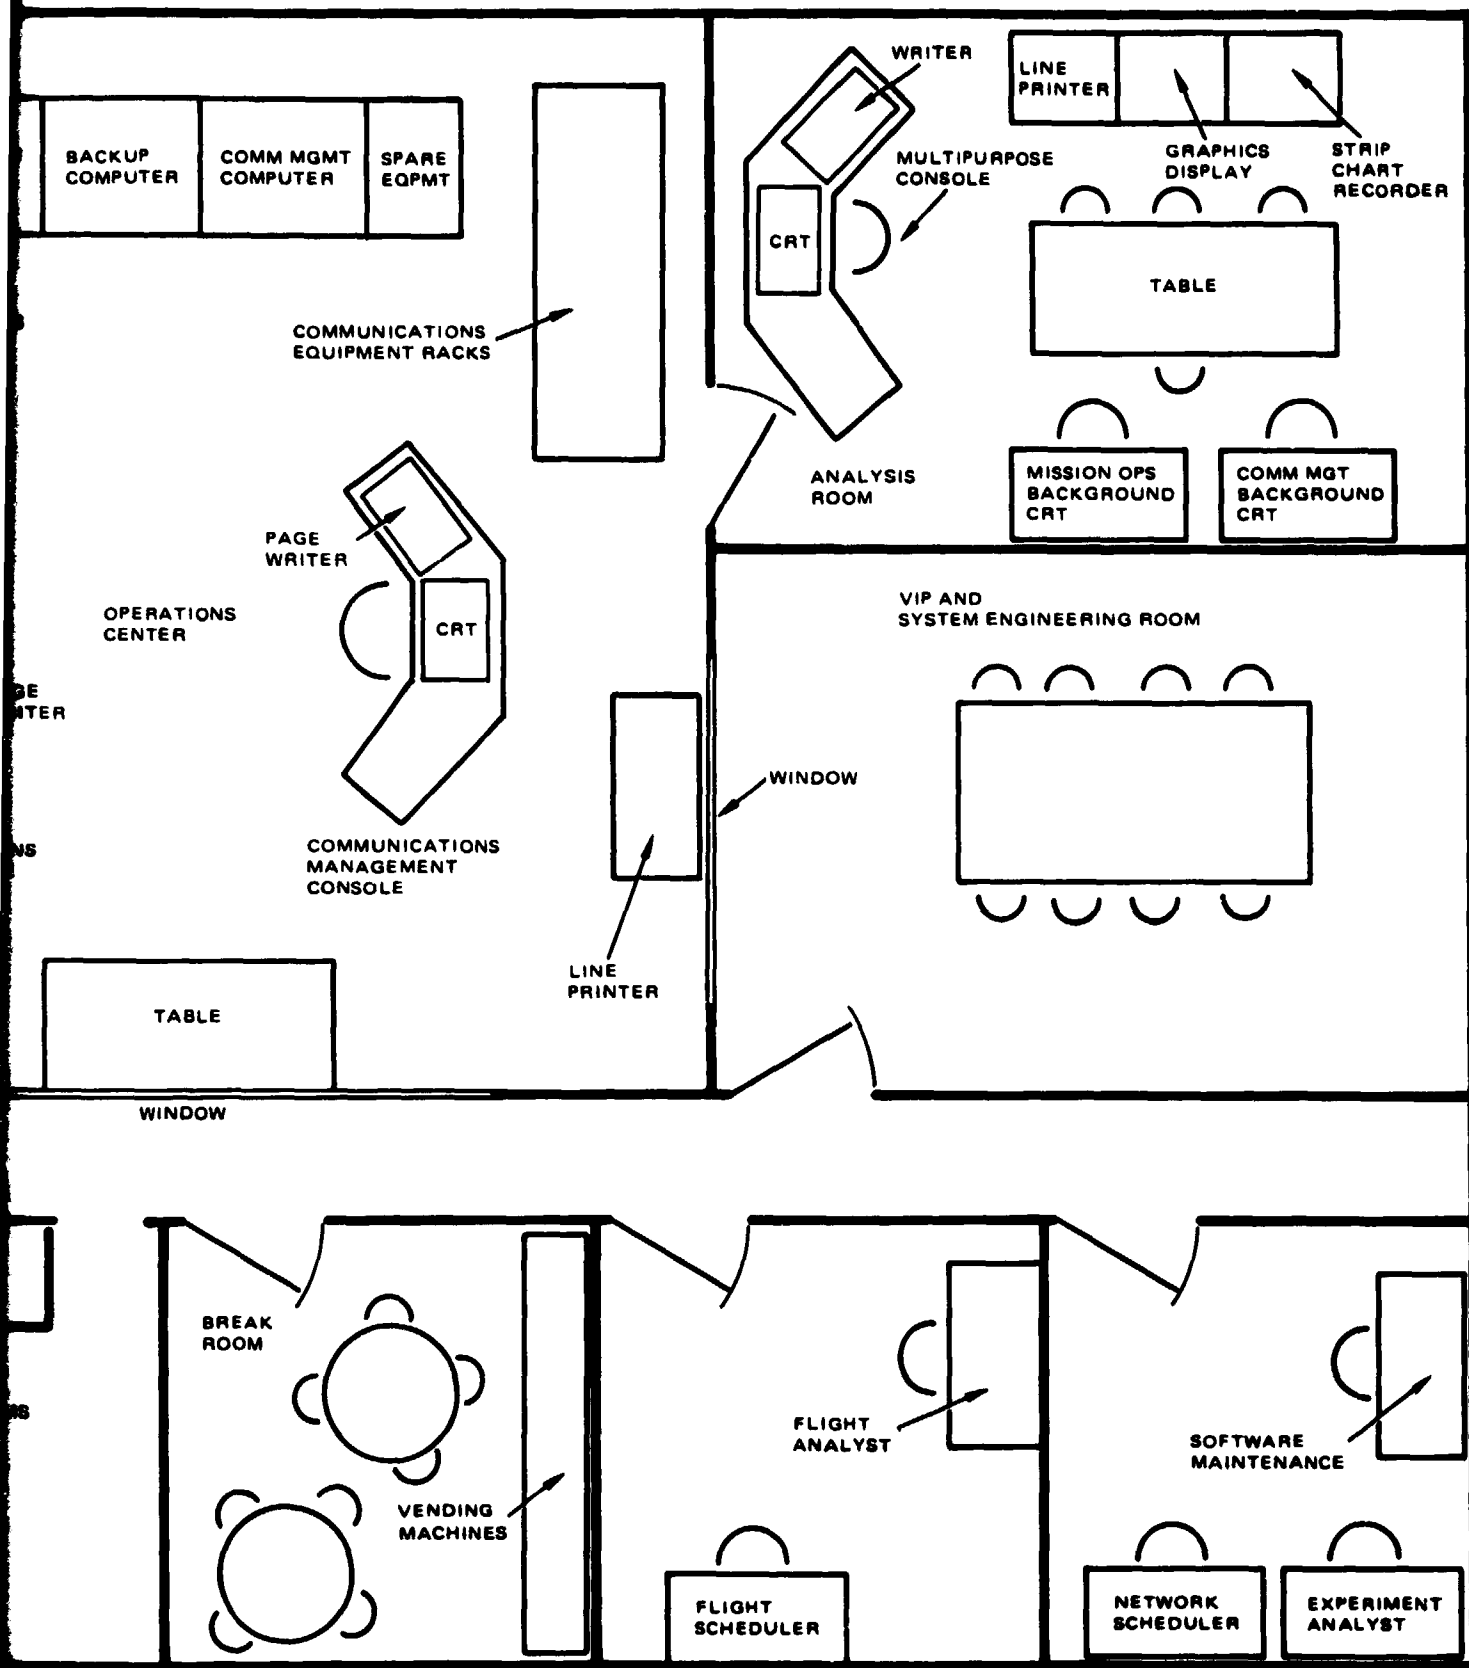 WRITER
LINE
PRINTER
GRAPHICS
DISPLAY
STRIP
CHART
RECORDER
BACKUP
COMPUTER
COMM MGMT
COMPUTER
SPARE
EQPMT
MULTIPURPOSE
CONSOLE
CRT
TABLE
COMMUNICATIONS
EQUIPMENT RACKS
ANALYSIS
ROOM
MISSION OPS
BACKGROUND
CRT
COMM MGT
BACKGROUND
CRT
PAGE
WRITER
OPERATIONS
CENTER
CRT
VIP AND
SYSTEM ENGINEERING ROOM
WINDOW
COMMUNICATIONS
MANAGEMENT
CONSOLE
LINE
PRINTER
TABLE
WINDOW
BREAK
ROOM
VENDING
MACHINES
FLIGHT
ANALYST
SOFTWARE
MAINTENANCE
FLIGHT
SCHEDULER
NETWORK
SCHEDULER
EXPERIMENT
ANALYST